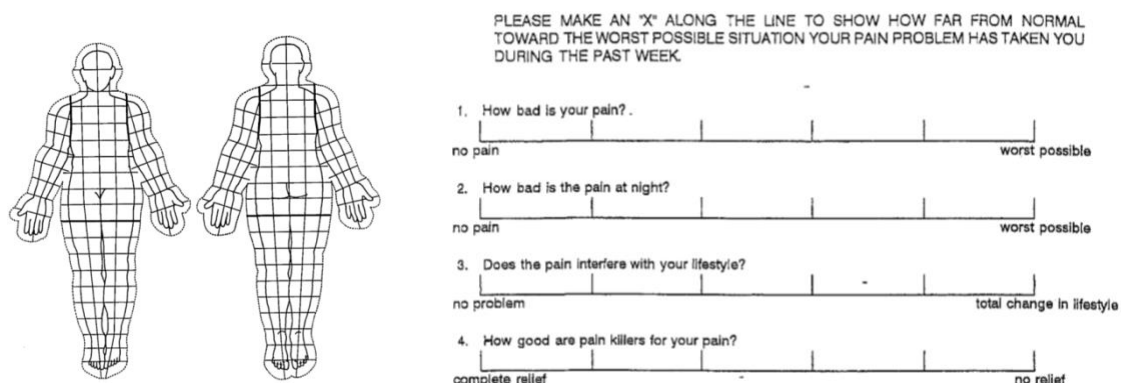 PLEASE MAKE AN "X" ALONG THE LINE TO SHOW HOW FAR FROM NORMAL
TOWARD THE WORST POSSIBLE SITUATION YOUR PAIN PROBLEM HAS TAKEN YOU
DURING THE PAST WEEK.
1. How bad is your pain? .
no pain worst possible
2. How bad is the pain at night?
no pain worst possible
3. Does the pain interfere with your lifestyle?
no problem total change in lifestyle
4. How good are pain killers for your pain?
complete relief no relief